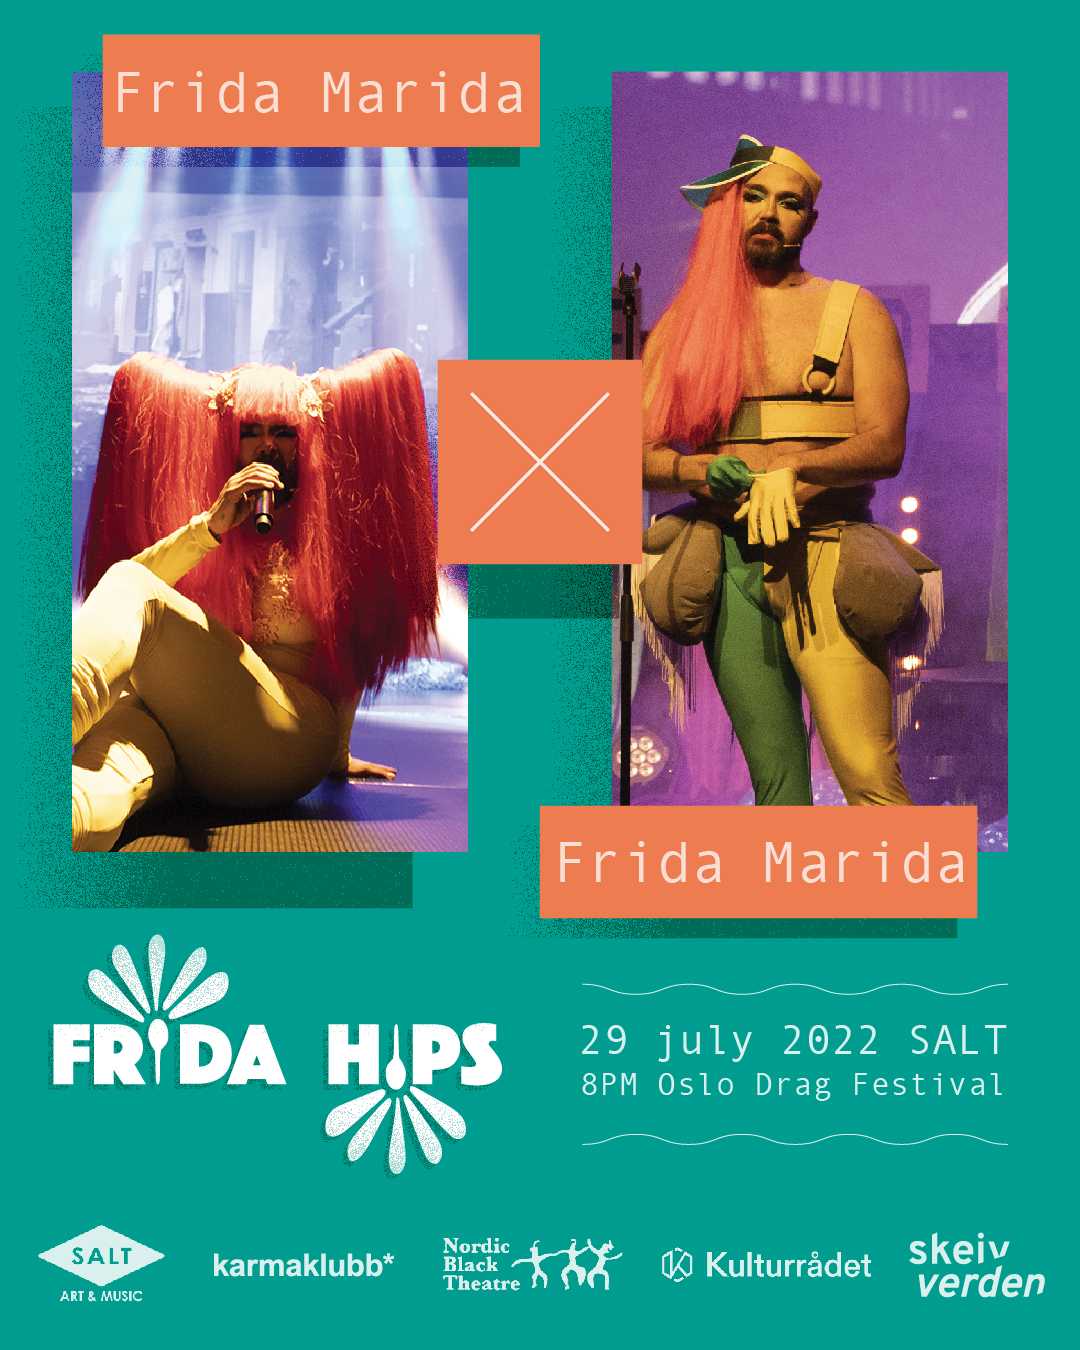 Frida Marida
Frida Marida
FRIDA HIPS
29 july 2022 SALT
8PM Oslo Drag Festival
SALT
ART & MUSIC
karmaklubb*
Nordic
Black
Theatre
Kulturrådet
skeiv
verden